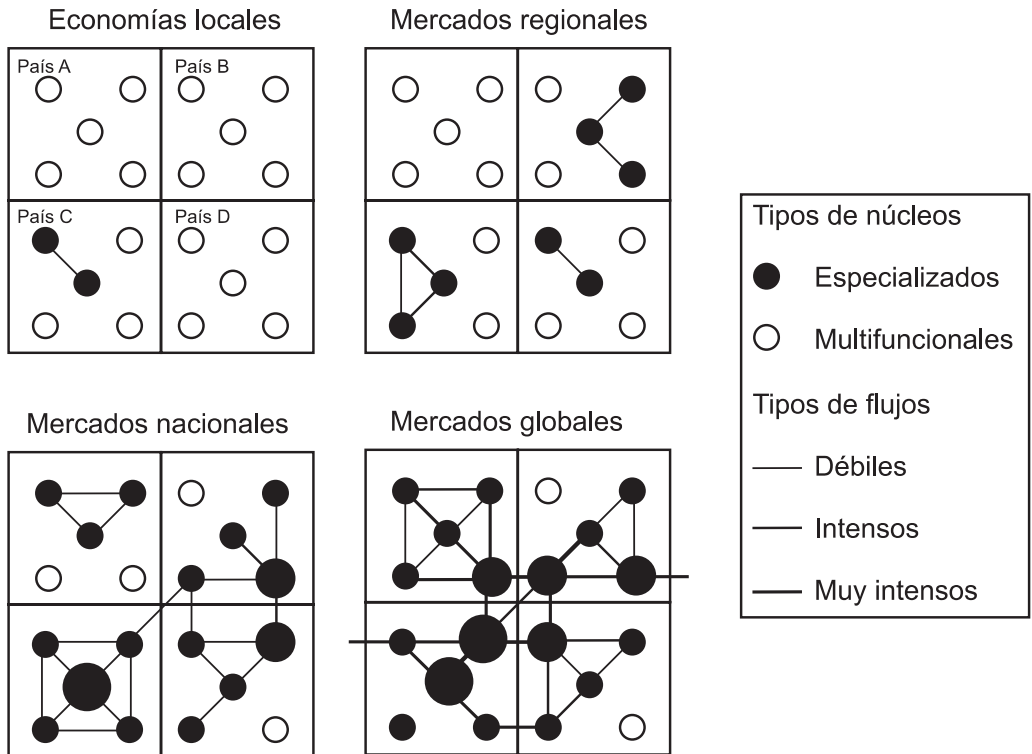 Economías locales
Mercados regionales
País A
País B
País C
País D
Tipos de núcleos
Especializados
Multifuncionales
Tipos de flujos
Débiles
Intensos
Muy intensos
Mercados nacionales
Mercados globales